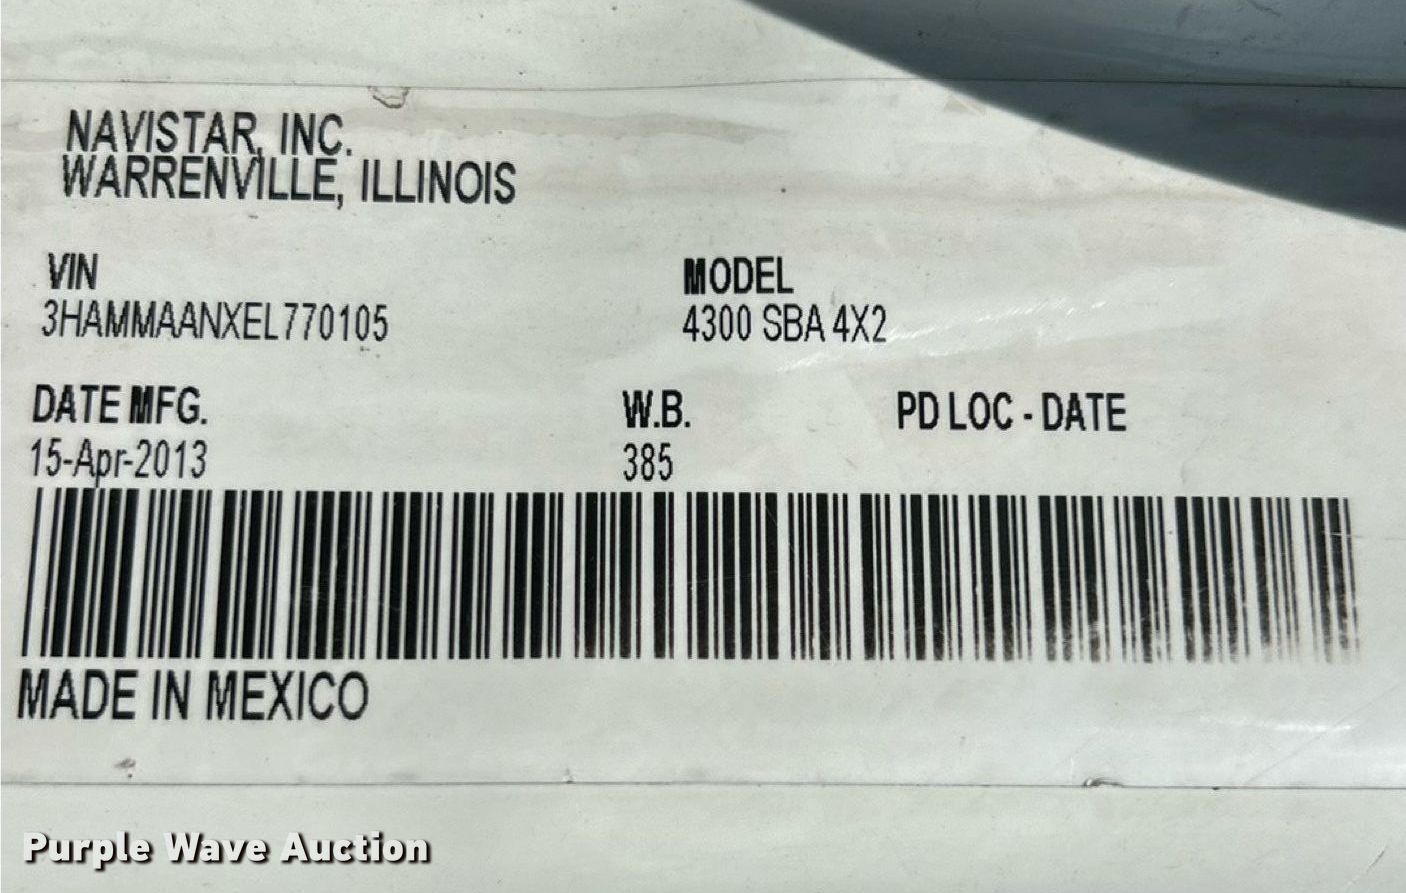 NAVISTAR, INC.
WARRENVILLE, ILLINOIS
VIN
3HAMMAANXEL770105
MODEL
4300 SBA 4X2
DATE MFG.
15-Apr-2013
W.B.
385
PD LOC - DATE
MADE IN MEXICO
Purple Wave Auction